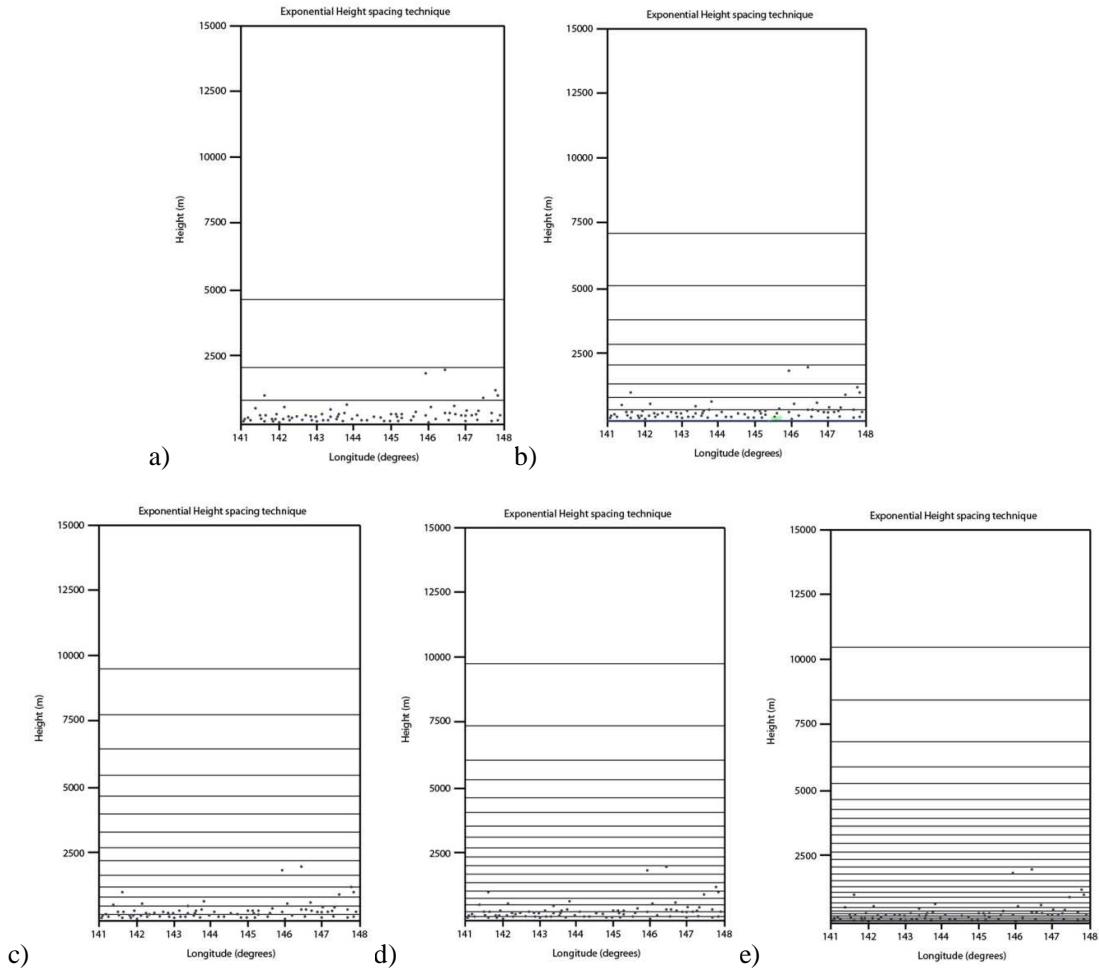 Exponential Height spacing technique
15000
12500
10000
7500
5000
2500
Height (m)
141 142 143 144 145 146 147 148
Longitude (degrees)
a)
Exponential Height spacing technique
15000
12500
10000
7500
5000
2500
Height (m)
141 142 143 144 145 146 147 148
Longitude (degrees)
b)
Exponential Height spacing technique
15000
12500
10000
7500
5000
2500
Height (m)
141 142 143 144 145 146 147 148
Longitude (degrees)
c)
Exponential Height spacing technique
15000
12500
10000
7500
5000
2500
Height (m)
141 142 143 144 145 146 147 148
Longitude (degrees)
d)
Exponential Height spacing technique
15000
12500
10000
7500
5000
2500
Height (m)
141 142 143 144 145 146 147 148
Longitude (degrees)
e)